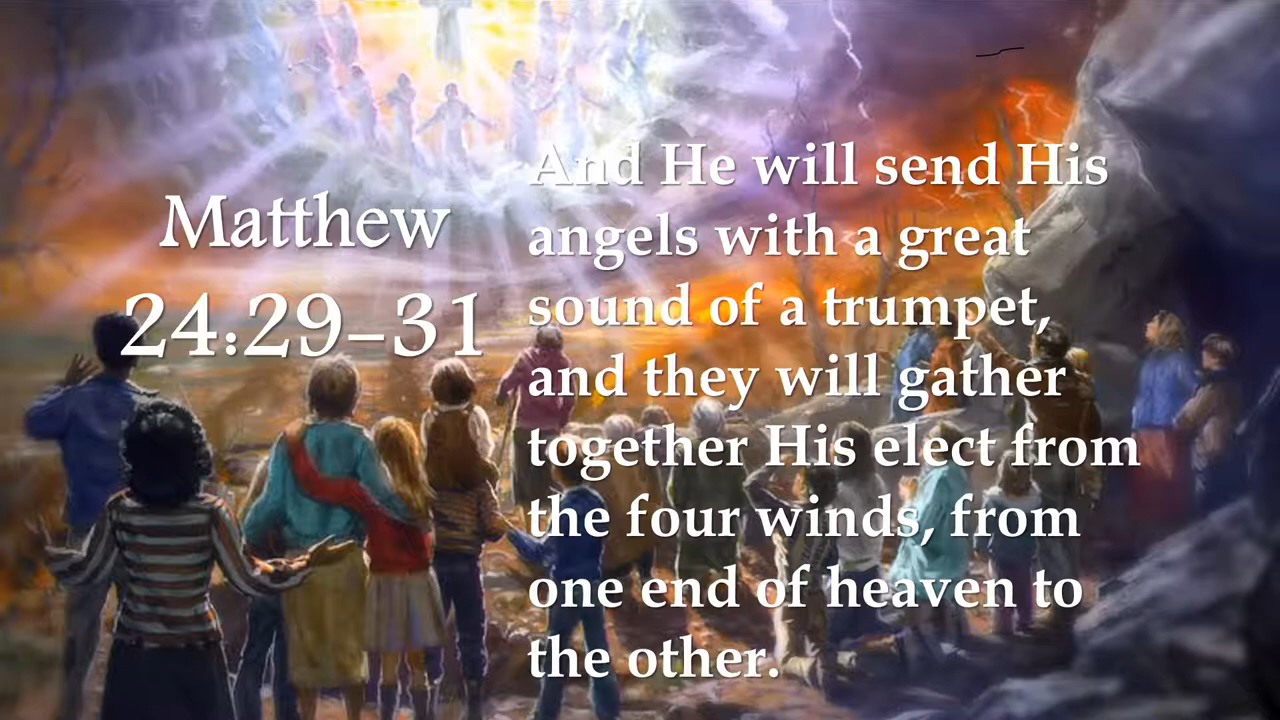 Matthew
24:29–31
And He will send His
angels with a great
sound of a trumpet,
and they will gather
together His elect from
the four winds, from
one end of heaven to
the other.